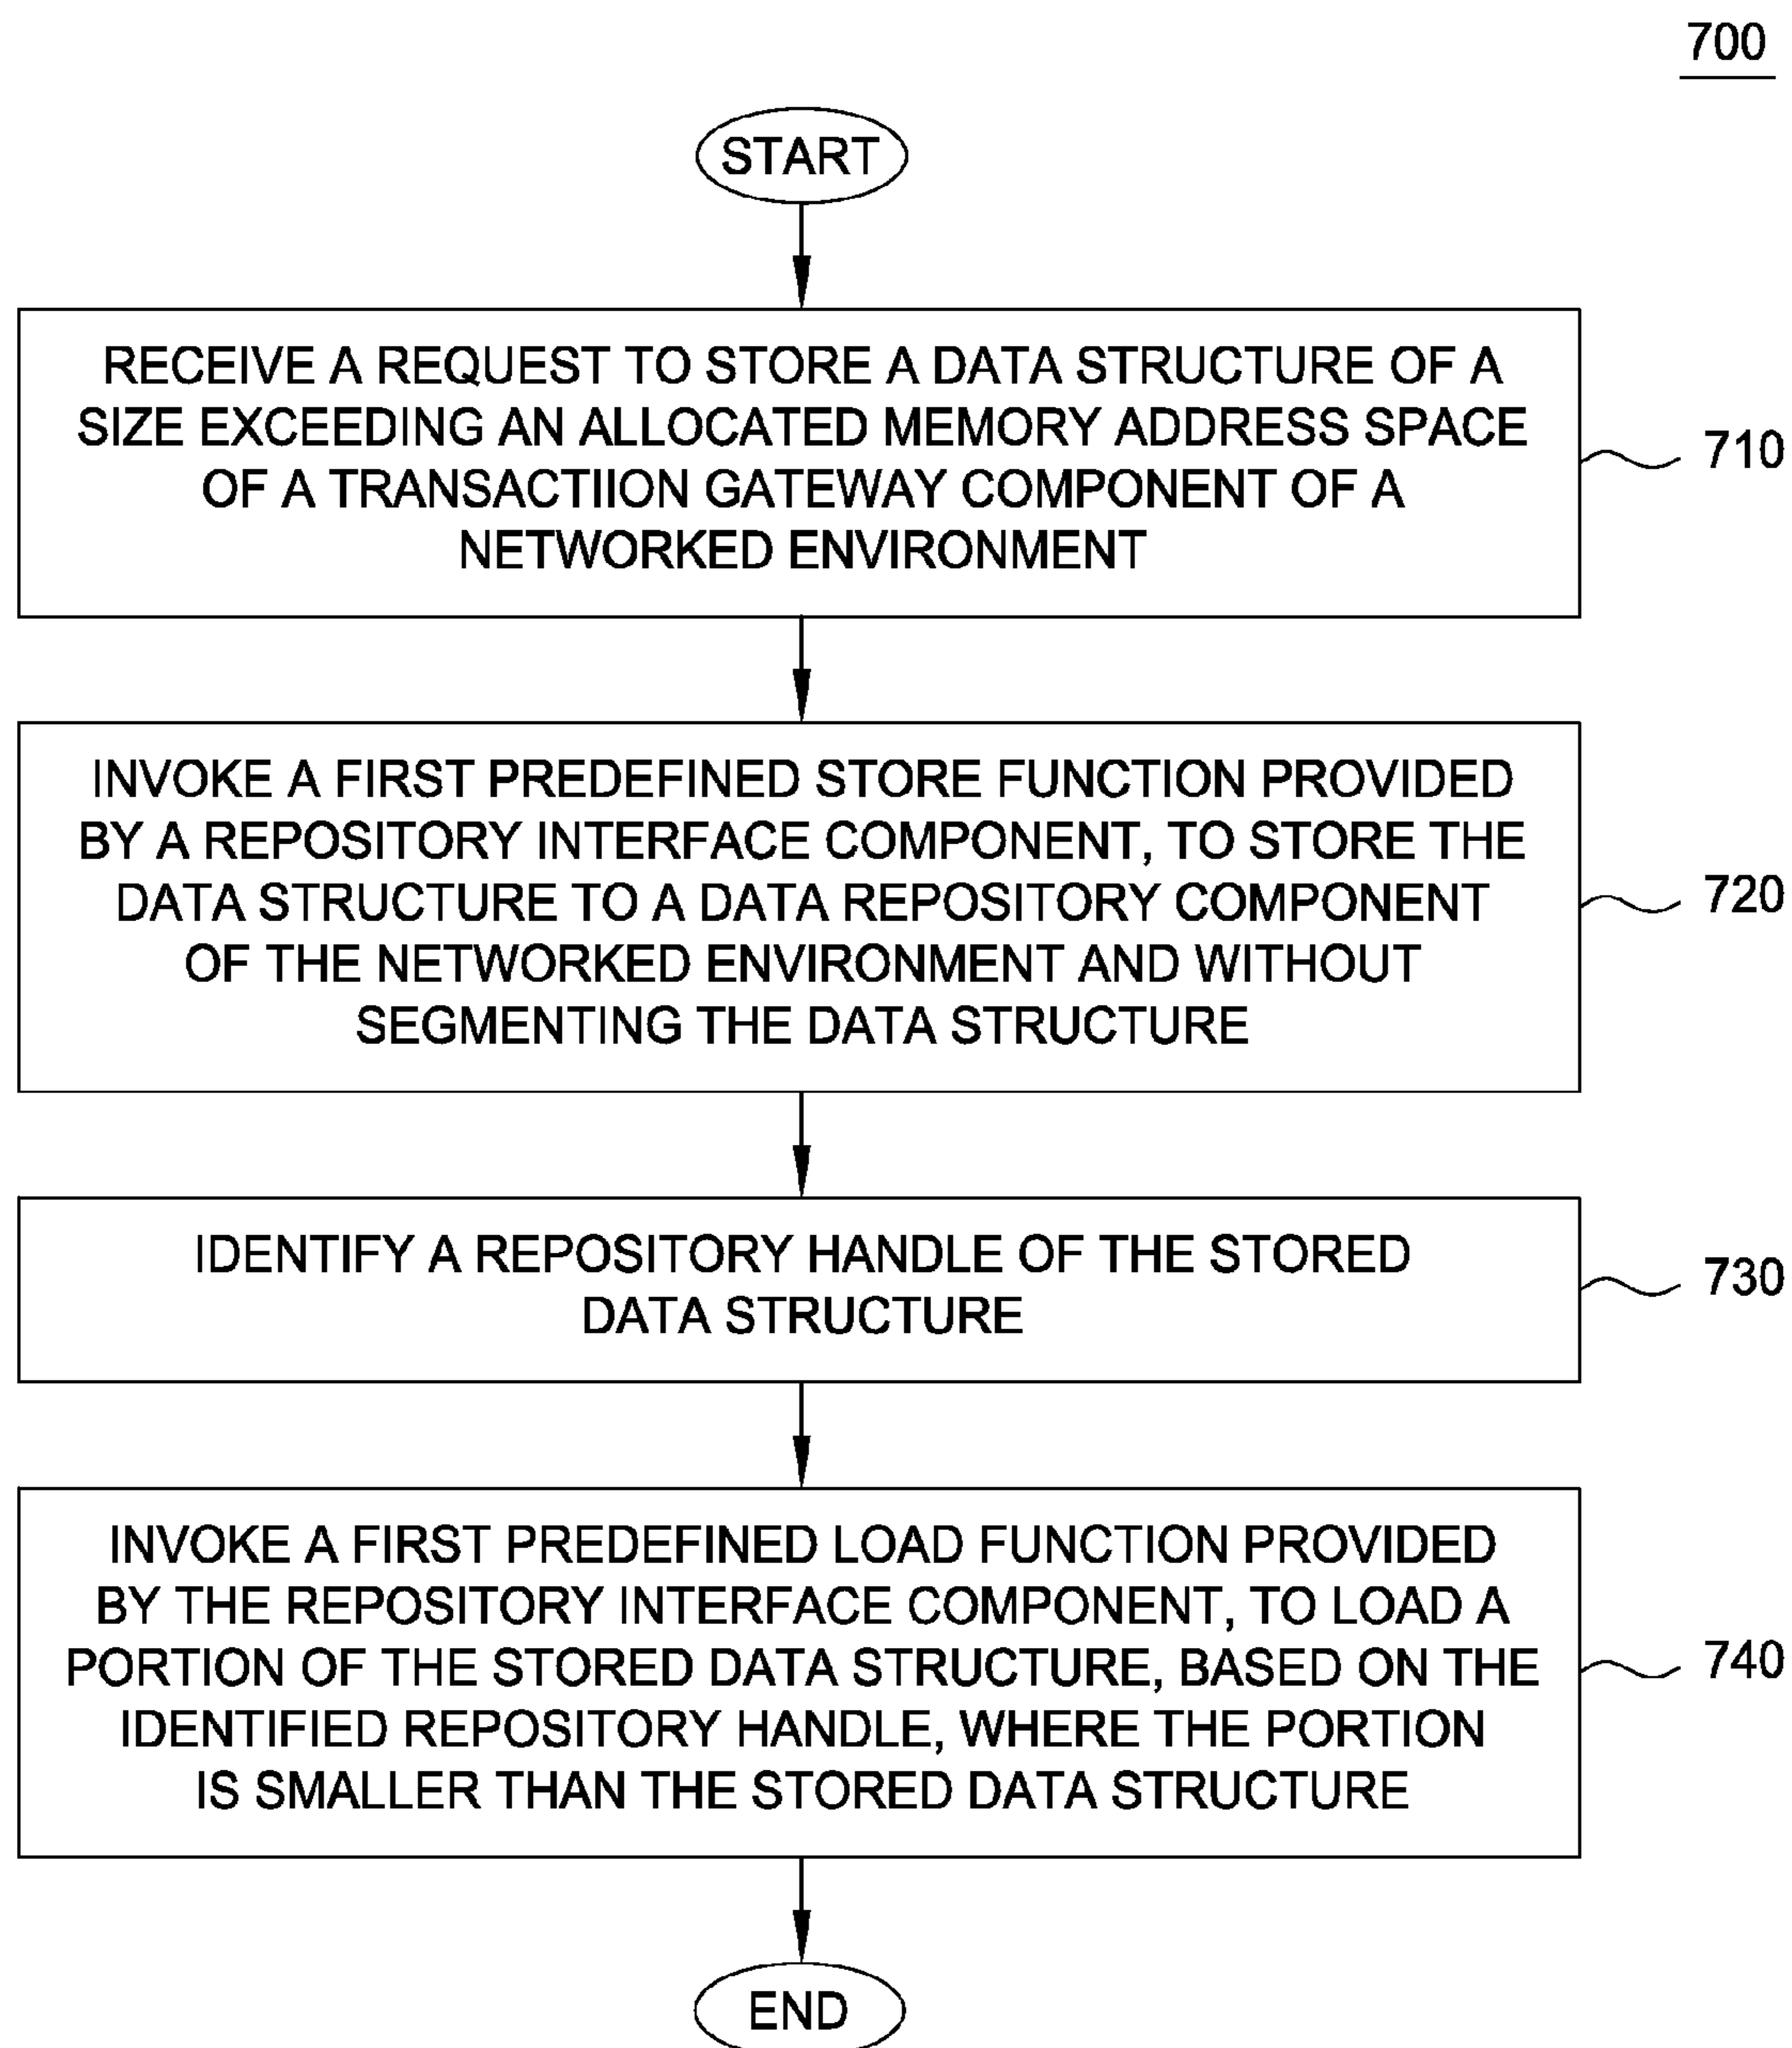 700
START
RECEIVE A REQUEST TO STORE A DATA STRUCTURE OF A
SIZE EXCEEDING AN ALLOCATED MEMORY ADDRESS SPACE
OF A TRANSACTIION GATEWAY COMPONENT OF A
NETWORKED ENVIRONMENT
710
INVOKE A FIRST PREDEFINED STORE FUNCTION PROVIDED
BY A REPOSITORY INTERFACE COMPONENT, TO STORE THE
DATA STRUCTURE TO A DATA REPOSITORY COMPONENT
OF THE NETWORKED ENVIRONMENT AND WITHOUT
SEGMENTING THE DATA STRUCTURE
720
IDENTIFY A REPOSITORY HANDLE OF THE STORED
DATA STRUCTURE
730
INVOKE A FIRST PREDEFINED LOAD FUNCTION PROVIDED
BY THE REPOSITORY INTERFACE COMPONENT, TO LOAD A
PORTION OF THE STORED DATA STRUCTURE, BASED ON THE
IDENTIFIED REPOSITORY HANDLE, WHERE THE PORTION
IS SMALLER THAN THE STORED DATA STRUCTURE
740
END